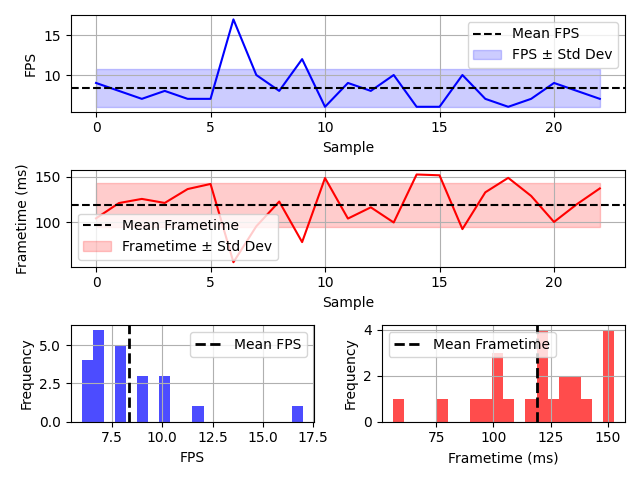 15
10
FPS
Mean FPS
FPS ± Std Dev
0
5
10
15
20
Sample
150
100
Frametime (ms)
Mean Frametime
Frametime ± Std Dev
0
5
10
15
20
Sample
5.0
2.5
0.0
Frequency
Mean FPS
7.5
10.0
12.5
15.0
17.5
FPS
4
2
0
Frequency
Mean Frametime
75
100
125
150
Frametime (ms)